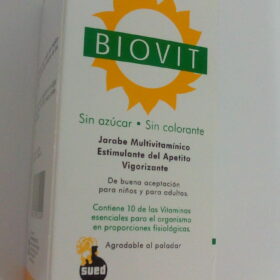 BIOVIT
Sin azúcar • Sin colorante
Jarabe Multivitamínico
Estimulante del Apetito
Vigorizante
De buena aceptación
para niños y para adultos.
Contiene 10 de las Vitaminas
esenciales para el organismo
en proporciones fisiológicas.
sued
Agradable al paladar